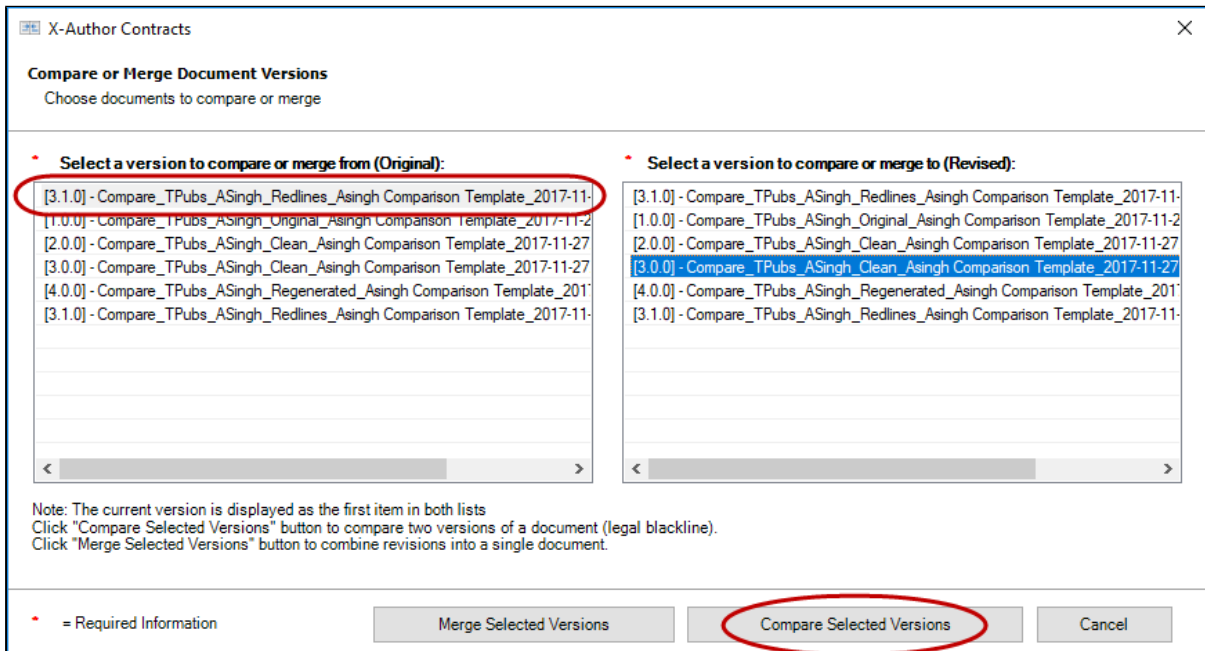 X-Author Contracts
Compare or Merge Document Versions
Choose documents to compare or merge
* Select a version to compare or merge from (Original):
[3.1.0] - Compare_TPubs_ASingh_Redlines_Asingh Comparison Template_2017-11-
[1.0.0] - Compare_TPubs_ASingh_Original_Asingh Comparison Template_2017-11-2
[2.0.0] - Compare_TPubs_ASingh_Clean_Asingh Comparison Template_2017-11-27
[3.0.0] - Compare_TPubs_ASingh_Clean_Asingh Comparison Template_2017-11-27
[4.0.0] - Compare_TPubs_ASingh_Regenerated_Asingh Comparison Template_201
[3.1.0] - Compare_TPubs_ASingh_Redlines_Asingh Comparison Template_2017-11-
* Select a version to compare or merge to (Revised):
[3.1.0] - Compare_TPubs_ASingh_Redlines_Asingh Comparison Template_2017-11-
[1.0.0] - Compare_TPubs_ASingh_Original_Asingh Comparison Template_2017-11-2
[2.0.0] - Compare_TPubs_ASingh_Clean_Asingh Comparison Template_2017-11-27
[3.0.0] - Compare_TPubs_ASingh_Clean_Asingh Comparison Template_2017-11-27
[4.0.0] - Compare_TPubs_ASingh_Regenerated_Asingh Comparison Template_201
[3.1.0] - Compare_TPubs_ASingh_Redlines_Asingh Comparison Template_2017-11-
Note: The current version is displayed as the first item in both lists
Click "Compare Selected Versions" button to compare two versions of a document (legal blackline).
Click "Merge Selected Versions" button to combine revisions into a single document.
* = Required Information
Merge Selected Versions
Compare Selected Versions
Cancel